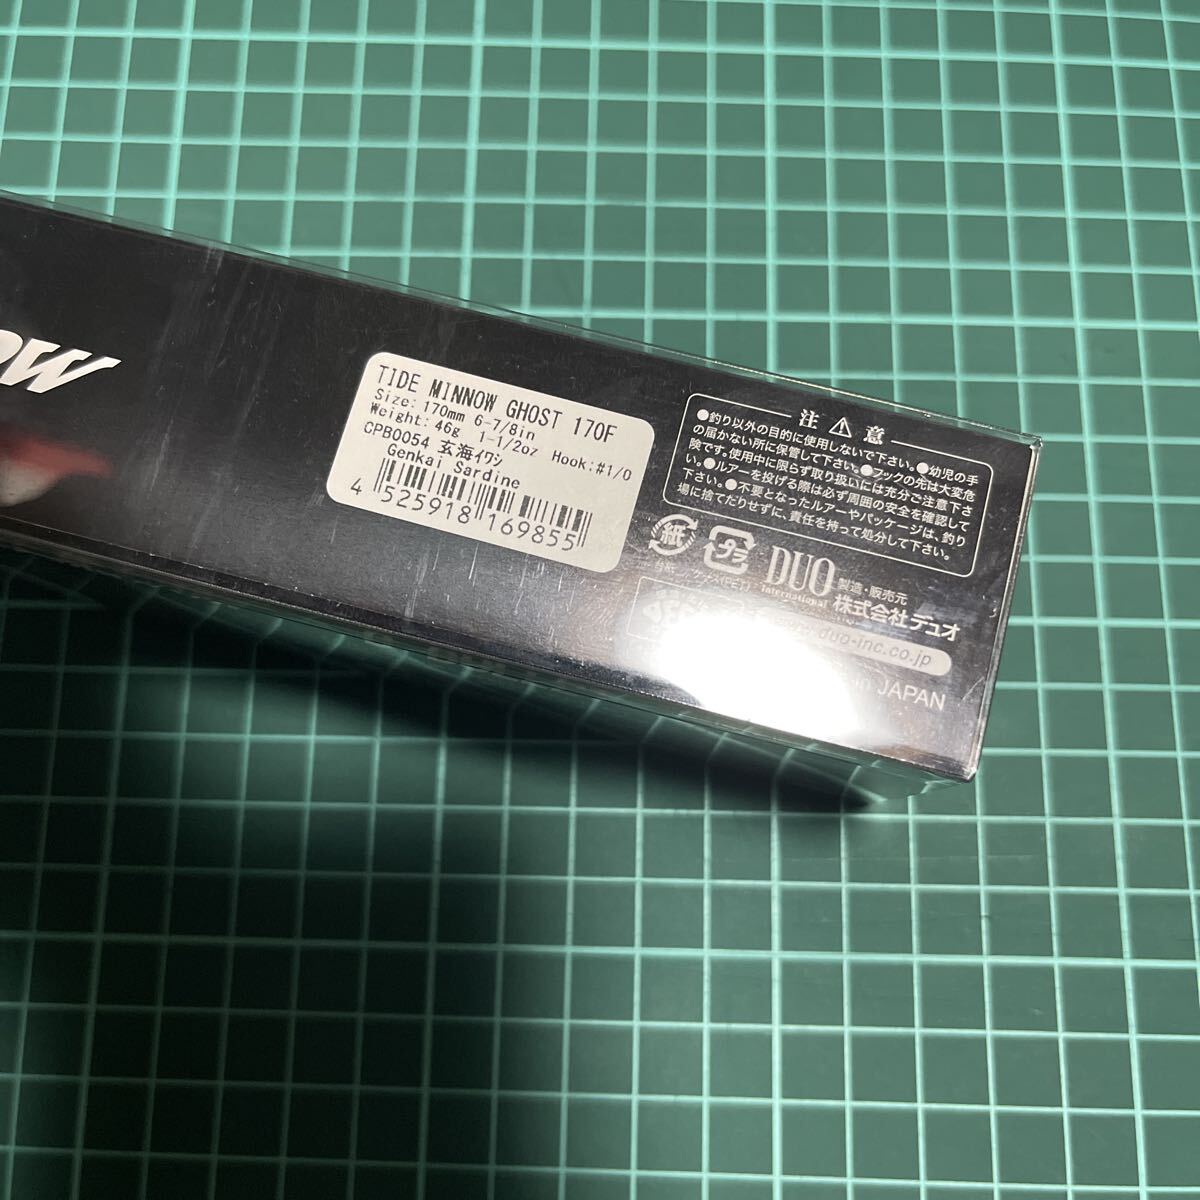 OW
TIDE MINNOW GHOST 170F
Size: 170mm 6-7/8in
Weight: 46g 1-1/2oz Hook:#1/0
CPB0054 玄海ｲﾜｼ
Genkai Sardine
4 525918 169855
注 意
●釣り以外の目的に使用しないで下さい。●幼児の手
の届かない所に保管して下さい。●フックの先は大変危
険です。使用中に限らず取り扱いには充分ご注意下さ
い。●ルアーを投げる際は必ず周囲の安全を確認して
下さい。●不要となったルアーやパッケージは、釣り
場に捨てたりせずに、責任を持って処分して下さい。
紙
プラ
DUO
International
製造・販売元
株式会社デュオ
www.duo-inc.co.jp
in JAPAN